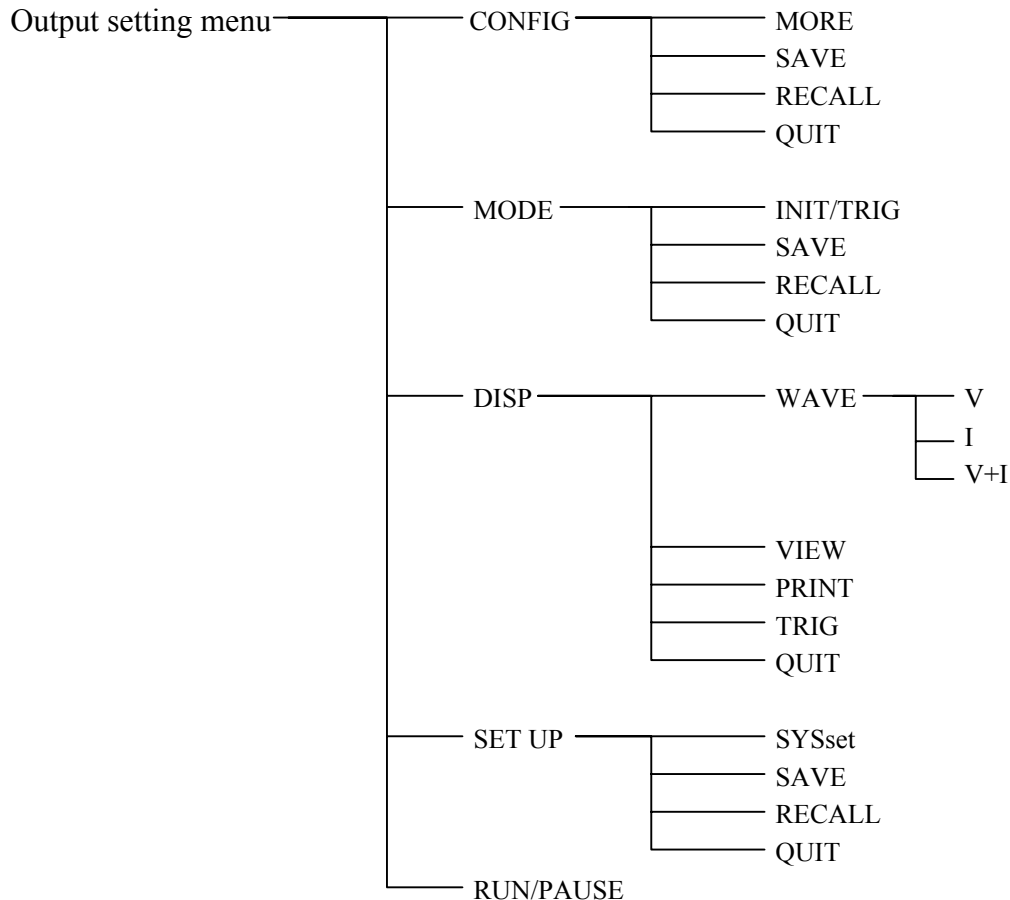 Output setting menu
CONFIG
MORE
SAVE
RECALL
QUIT
MODE
INIT/TRIG
SAVE
RECALL
QUIT
DISP
WAVE
V
I
V+I
VIEW
PRINT
TRIG
QUIT
SET UP
SYSset
SAVE
RECALL
QUIT
RUN/PAUSE